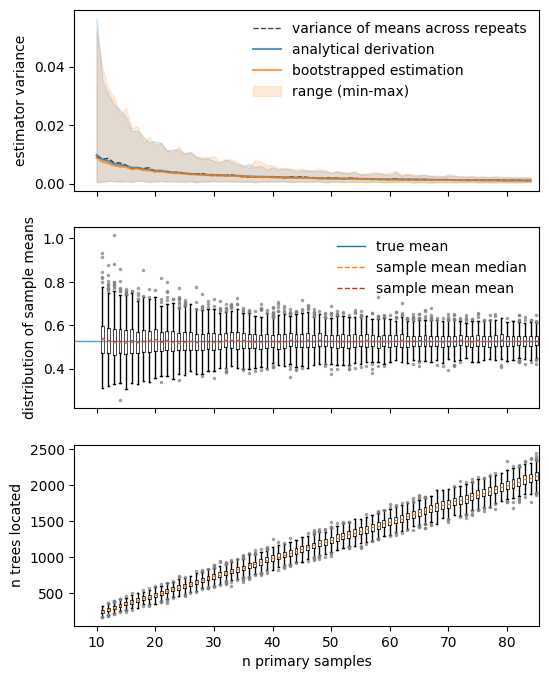 variance of means across repeats
analytical derivation
bootstrapped estimation
range (min-max)
estimator variance
0.04
0.02
0.00
true mean
sample mean median
sample mean mean
distribution of sample means
1.0
0.8
0.6
0.4
n trees located
2500
2000
1500
1000
500
10 20 30 40 50 60 70 80
n primary samples